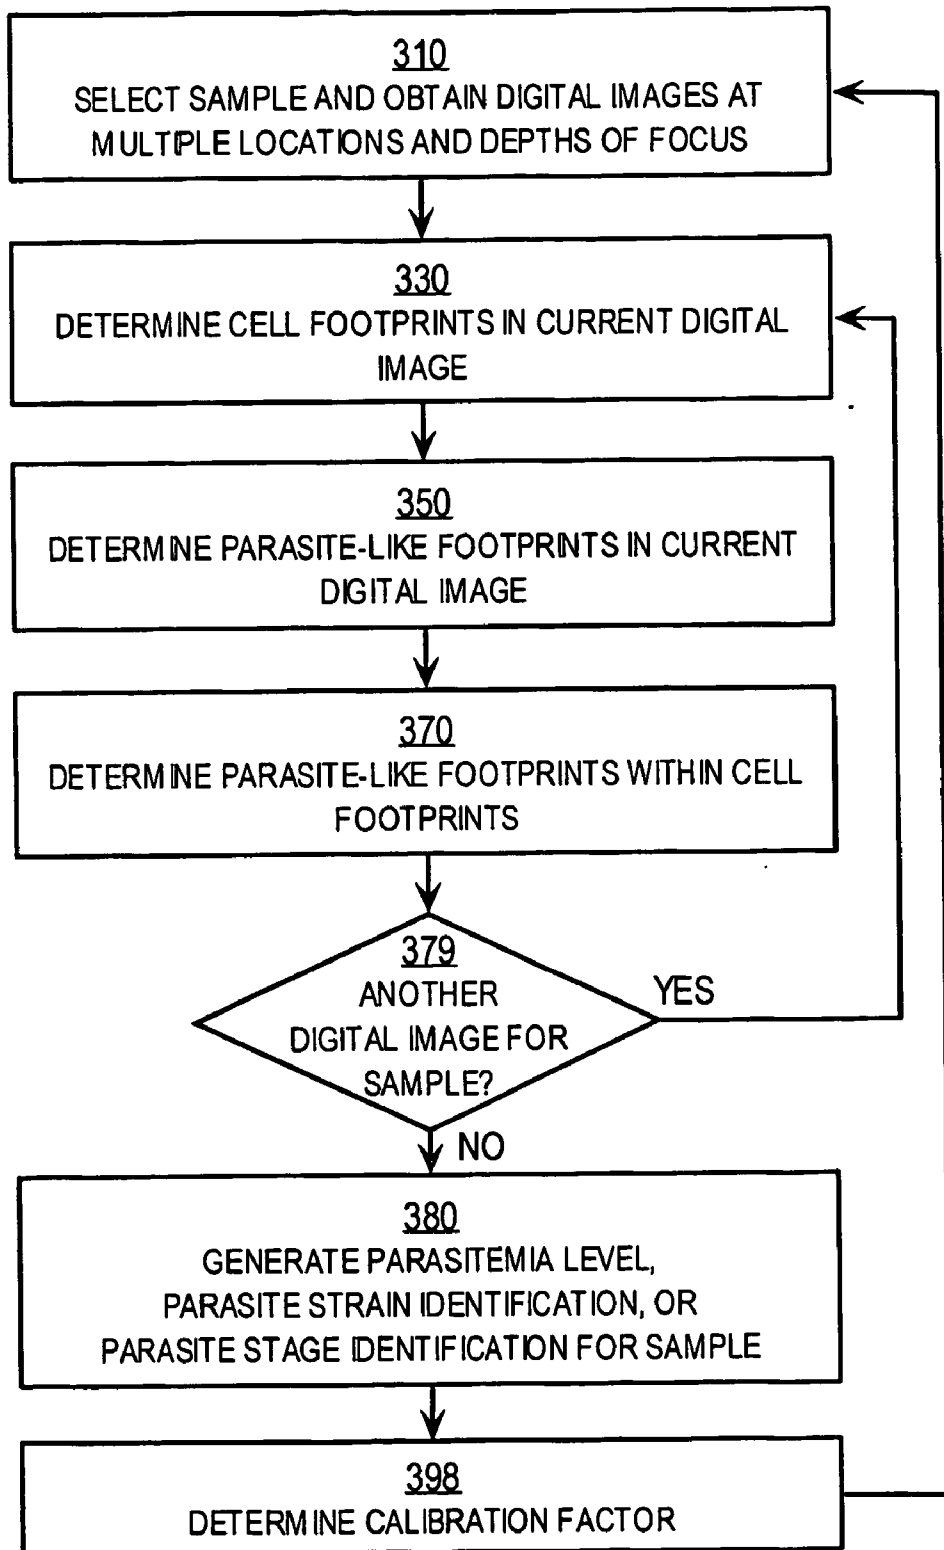 310
SELECT SAMPLE AND OBTAIN DIGITAL IMAGES AT
MULTIPLE LOCATIONS AND DEPTHS OF FOCUS
330
DETERMINE CELL FOOTPRINTS IN CURRENT DIGITAL
IMAGE
350
DETERMINE PARASITE-LIKE FOOTPRINTS IN CURRENT
DIGITAL IMAGE
370
DETERMINE PARASITE-LIKE FOOTPRINTS WITHIN CELL
FOOTPRINTS
379
ANOTHER
DIGITAL IMAGE FOR
SAMPLE?
YES
NO
380
GENERATE PARASITEMIA LEVEL,
PARASITE STRAIN IDENTIFICATION, OR
PARASITE STAGE IDENTIFICATION FOR SAMPLE
398
DETERMINE CALIBRATION FACTOR